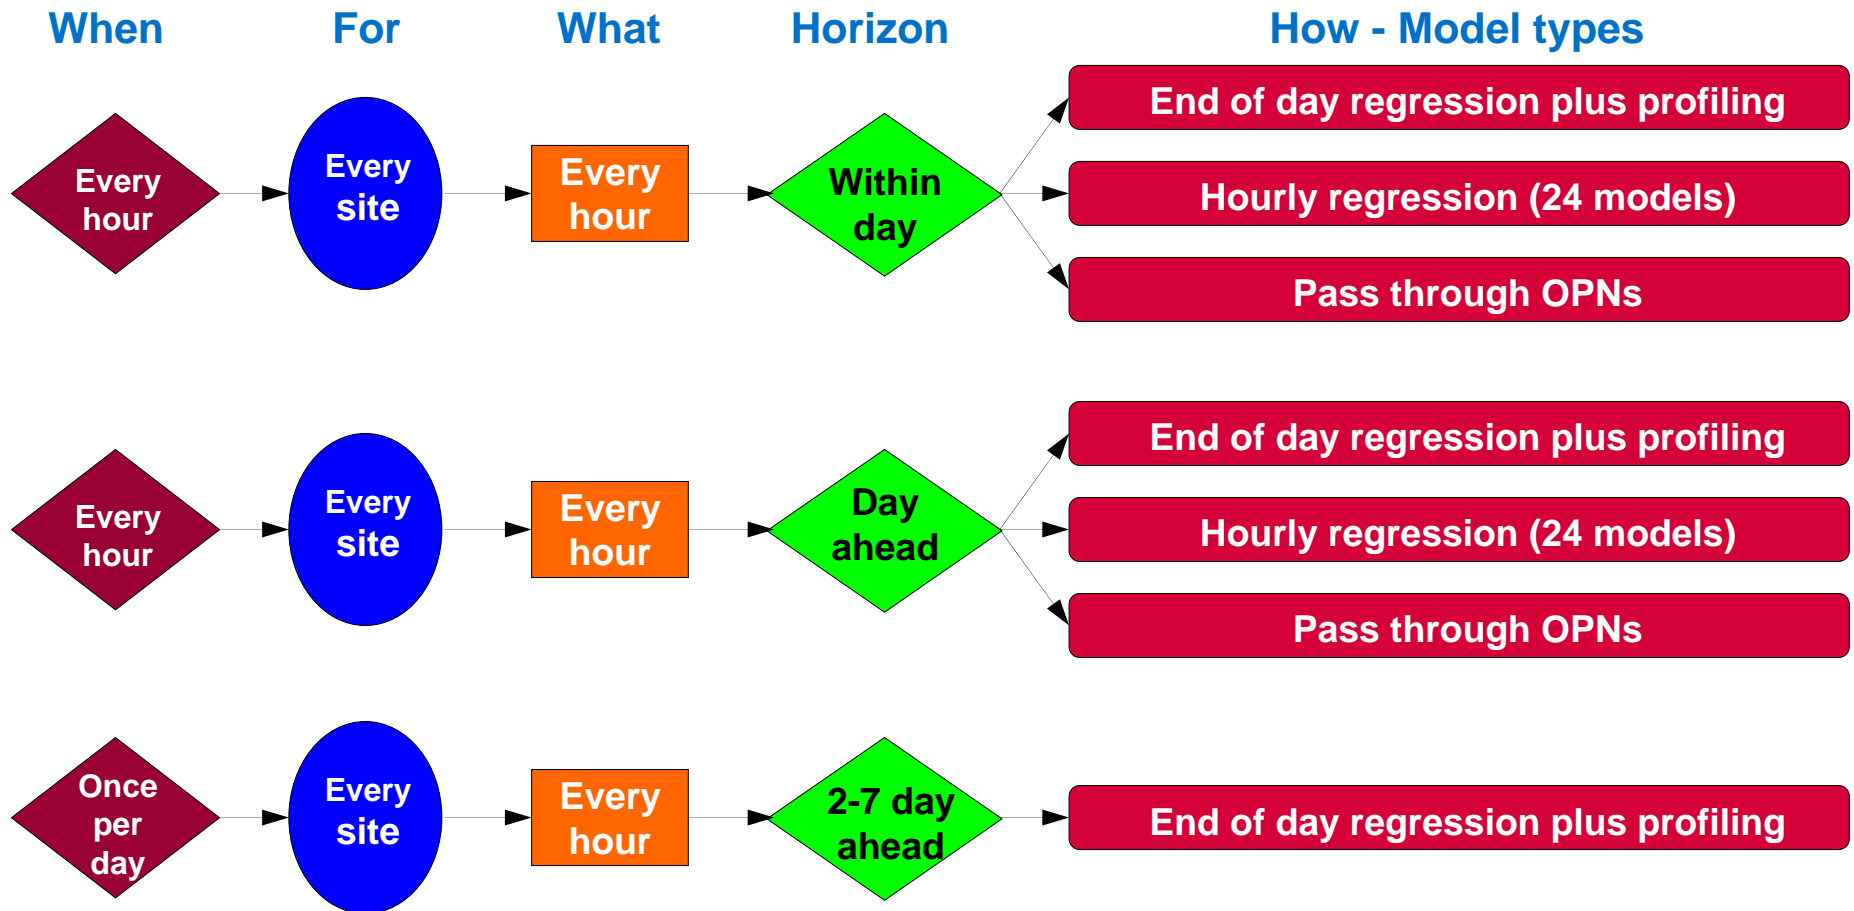 When For What Horizon How - Model types
Every
hour
Every
site
Every
hour
Within
day
End of day regression plus profiling
Hourly regression (24 models)
Pass through OPNs
Every
hour
Every
site
Every
hour
Day
ahead
End of day regression plus profiling
Hourly regression (24 models)
Pass through OPNs
Once
per
day
Every
site
Every
hour
2-7 day
ahead
End of day regression plus profiling